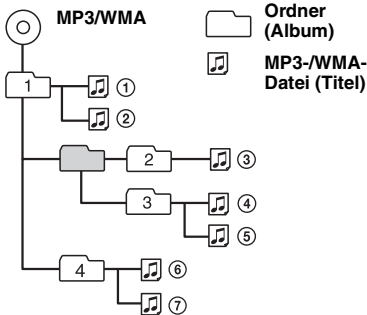 MP3/WMA
Ordner
(Album)
MP3-/WMA-
Datei (Titel)
1
①
②
2
③
3
④
⑤
4
⑥
⑦